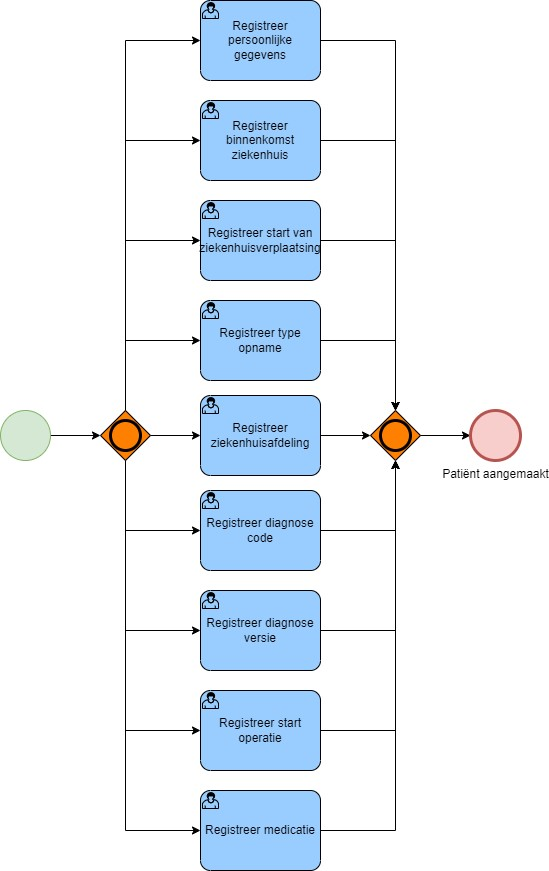 Registreer
persoonlijke
gegevens
Registreer
binnenkomst
ziekenhuis
Registreer start van
ziekenhuisverplaatsing
Registreer type
opname
Registreer
ziekenhuisafdeling
Patiënt aangemaakt
Registreer diagnose
code
Registreer diagnose
versie
Registreer start
operatie
Registreer medicatie